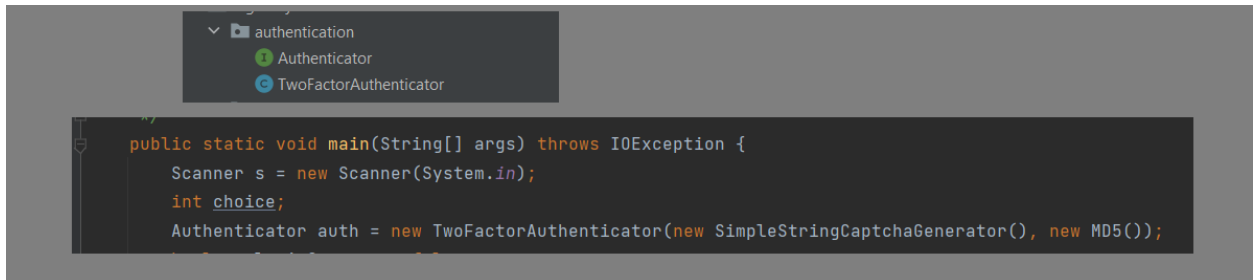 authentication
I Authenticator
C TwoFactorAuthenticator
*/
public static void main(String[] args) throws IOException {
Scanner s = new Scanner(System.in);
int choice;
Authenticator auth = new TwoFactorAuthenticator(new SimpleStringCaptchaGenerator(), new MD5());